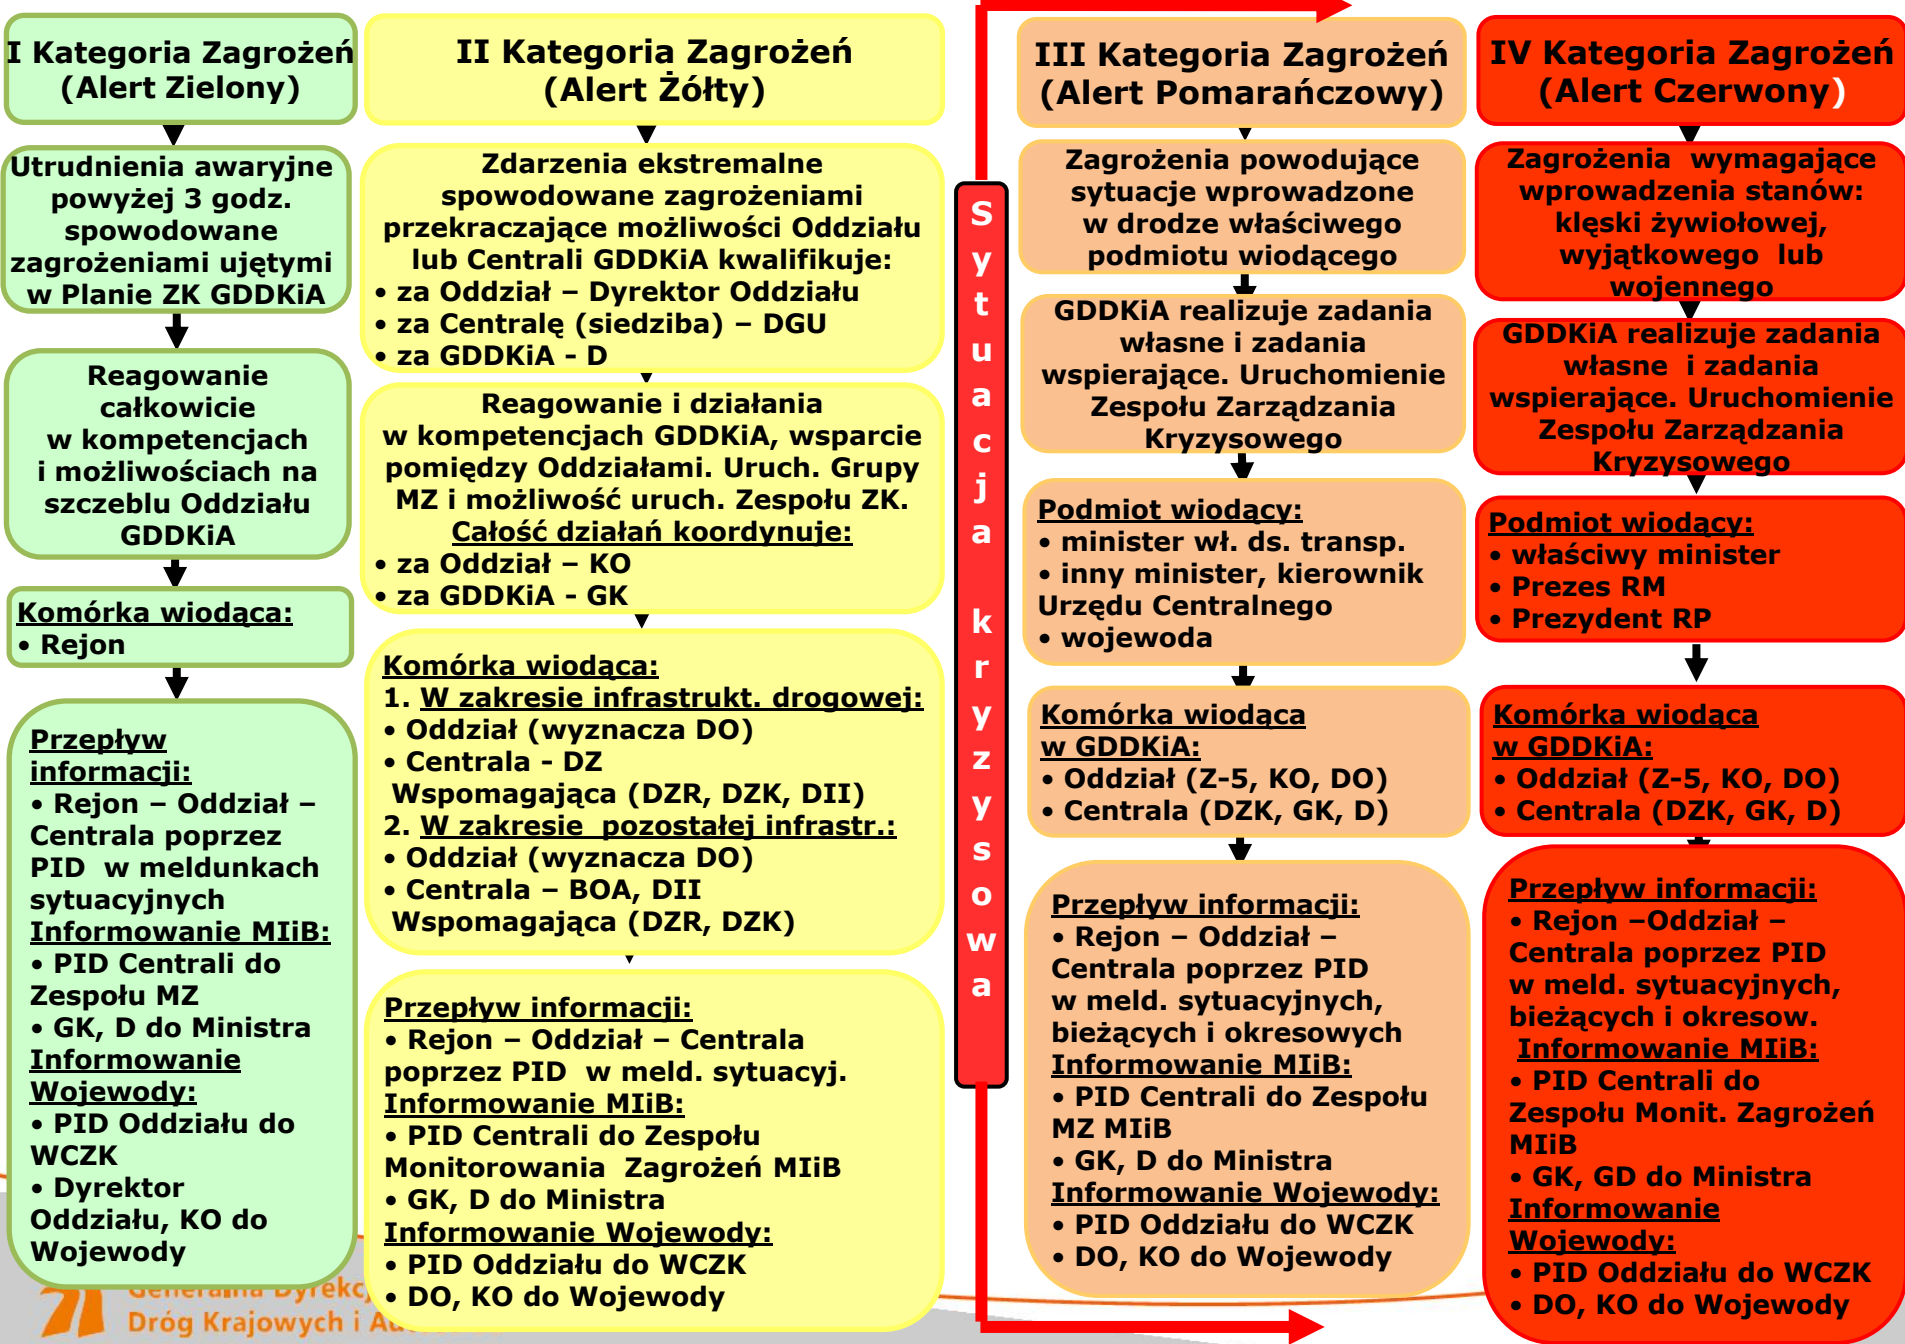 I Kategoria Zagrożeń
(Alert Zielony)
Utrudnienia awaryjne
powyżej 3 godz.
spowodowane
zagrożeniami ujętymi
w Planie ZK GDDKiA
Reagowanie
całkowicie
w kompetencjach
i możliwościach na
szczeblu Oddziału
GDDKiA
Komórka wiodąca:
• Rejon
Przepływ
informacji:
• Rejon – Oddział –
Centrala poprzez
PID w meldunkach
sytuacyjnych
Informowanie MIiB:
• PID Centrali do
Zespołu MZ
• GK, D do Ministra
Informowanie
Wojewody:
• PID Oddziału do
WCZK
• Dyrektor
Oddziału, KO do
Wojewody
II Kategoria Zagrożeń
(Alert Żółty)
Zdarzenia ekstremalne
spowodowane zagrożeniami
przekraczające możliwości Oddziału
lub Centrali GDDKiA kwalifikuje:
• za Oddział – Dyrektor Oddziału
• za Centralę (siedziba) – DGU
• za GDDKiA - D
Reagowanie i działania
w kompetencjach GDDKiA, wsparcie
pomiędzy Oddziałami. Uruch. Grupy
MZ i możliwość uruch. Zespołu ZK.
Całość działań koordynuje:
• za Oddział – KO
• za GDDKiA - GK
Komórka wiodąca:
1. W zakresie infrastrukt. drogowej:
• Oddział (wyznacza DO)
• Centrala - DZ
Wspomagająca (DZR, DZK, DII)
2. W zakresie pozostałej infrastr.:
• Oddział (wyznacza DO)
• Centrala – BOA, DII
Wspomagająca (DZR, DZK)
Przepływ informacji:
• Rejon – Oddział – Centrala
poprzez PID w meld. sytuacyj.
Informowanie MIiB:
• PID Centrali do Zespołu
Monitorowania Zagrożeń MIiB
• GK, D do Ministra
Informowanie Wojewody:
• PID Oddziału do WCZK
• DO, KO do Wojewody
Sytuacja kryzysowa
III Kategoria Zagrożeń
(Alert Pomarańczowy)
Zagrożenia powodujące
sytuacje wprowadzone
w drodze właściwego
podmiotu wiodącego
GDDKiA realizuje zadania
własne i zadania
wspierające. Uruchomienie
Zespołu Zarządzania
Kryzysowego
Podmiot wiodący:
• minister wł. ds. transp.
• inny minister, kierownik
Urzędu Centralnego
• wojewoda
Komórka wiodąca
w GDDKiA:
• Oddział (Z-5, KO, DO)
• Centrala (DZK, GK, D)
Przepływ informacji:
• Rejon – Oddział –
Centrala poprzez PID
w meld. sytuacyjnych,
bieżących i okresowych
Informowanie MIiB:
• PID Centrali do Zespołu
MZ MIiB
• GK, D do Ministra
Informowanie Wojewody:
• PID Oddziału do WCZK
• DO, KO do Wojewody
IV Kategoria Zagrożeń
(Alert Czerwony)
Zagrożenia wymagające
wprowadzenia stanów:
klęski żywiołowej,
wyjątkowego lub
wojennego
GDDKiA realizuje zadania
własne i zadania
wspierające. Uruchomienie
Zespołu Zarządzania
Kryzysowego
Podmiot wiodący:
• właściwy minister
• Prezes RM
• Prezydent RP
Komórka wiodąca
w GDDKiA:
• Oddział (Z-5, KO, DO)
• Centrala (DZK, GK, D)
Przepływ informacji:
• Rejon –Oddział –
Centrala poprzez PID
w meld. sytuacyjnych,
bieżących i okresow.
Informowanie MIiB:
• PID Centrali do
Zespołu Monit. Zagrożeń
MIiB
• GK, GD do Ministra
Informowanie
Wojewody:
• PID Oddziału do WCZK
• DO, KO do Wojewody
Generalna
Dróg Krajowych i